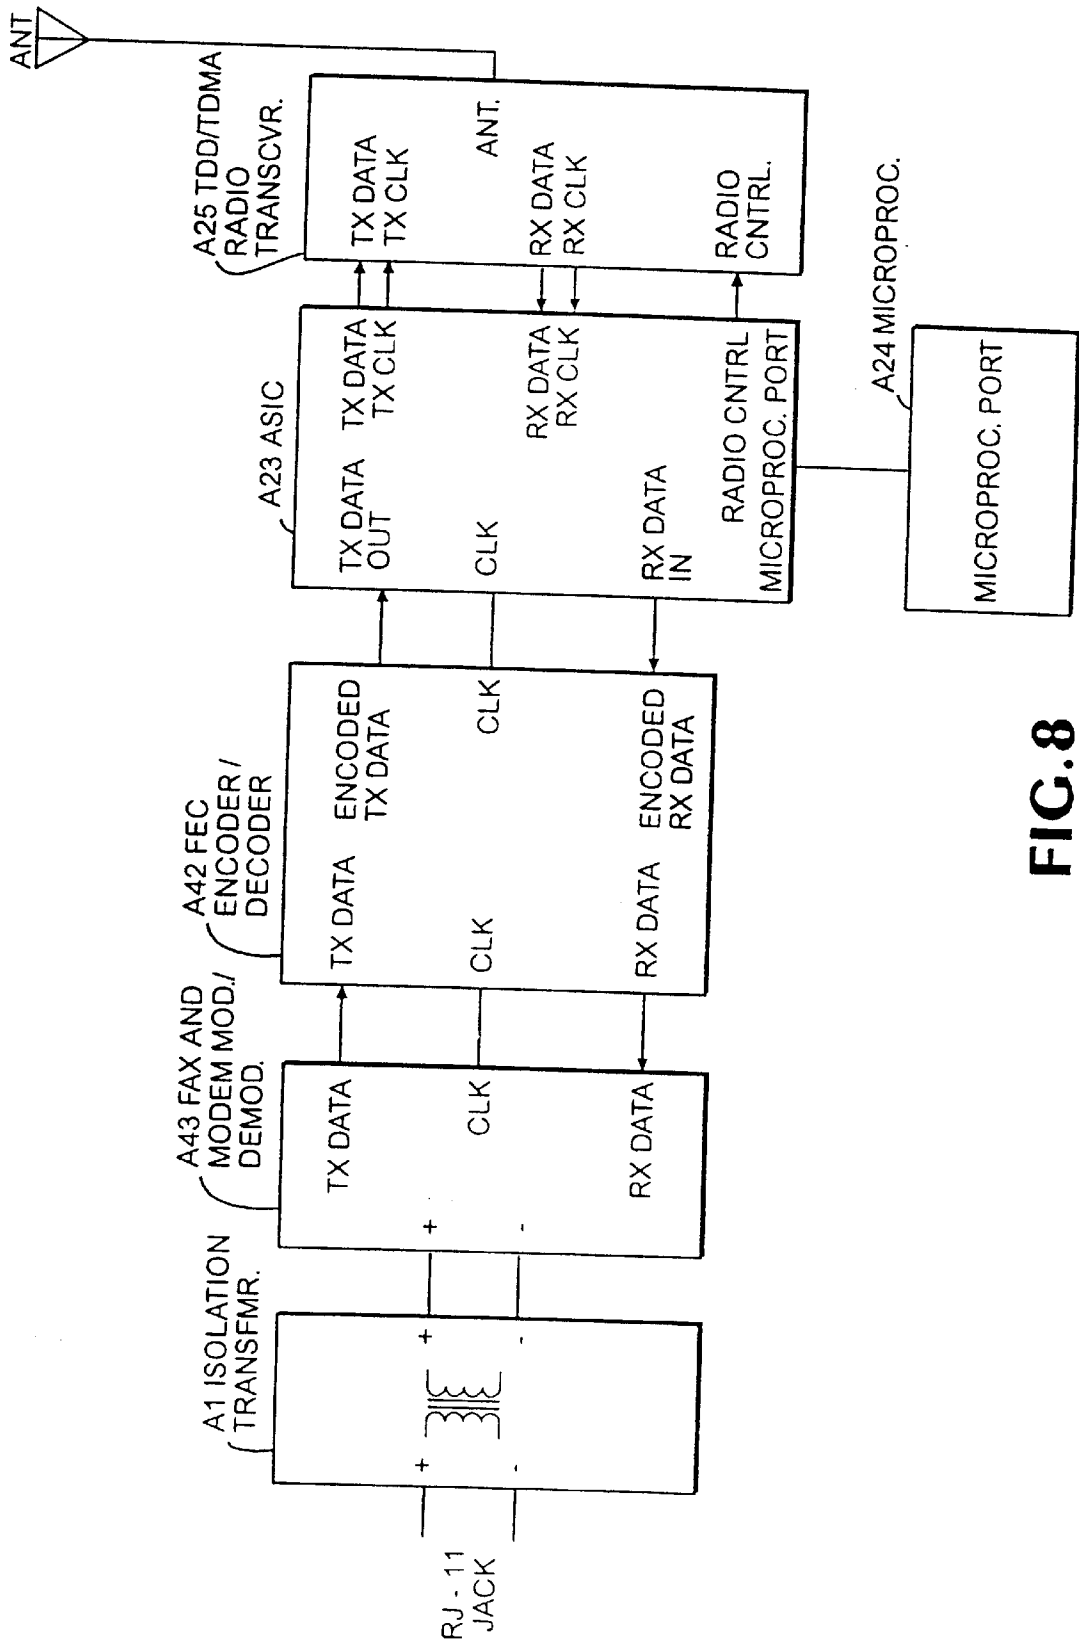 ANT
A25 TDD/TDMA
RADIO
TRANSCVR.
TX DATA
TX CLK
ANT.
RX DATA
RX CLK
RADIO
CNTRL.
A23 ASIC
TX DATA
OUT
TX DATA
TX CLK
CLK
RX DATA
RX CLK
RX DATA
IN
RADIO CNTRL
MICROPROC. PORT
A24 MICROPROC.
MICROPROC. PORT
A42 FEC
ENCODER /
DECODER
TX DATA
ENCODED
TX DATA
CLK
CLK
RX DATA
ENCODED
RX DATA
A43 FAX AND
MODEM MOD./
DEMOD.
TX DATA
+
CLK
-
RX DATA
A1 ISOLATION
TRANSFMR.
+
+
-
-
RJ - 11
JACK
FIG.8